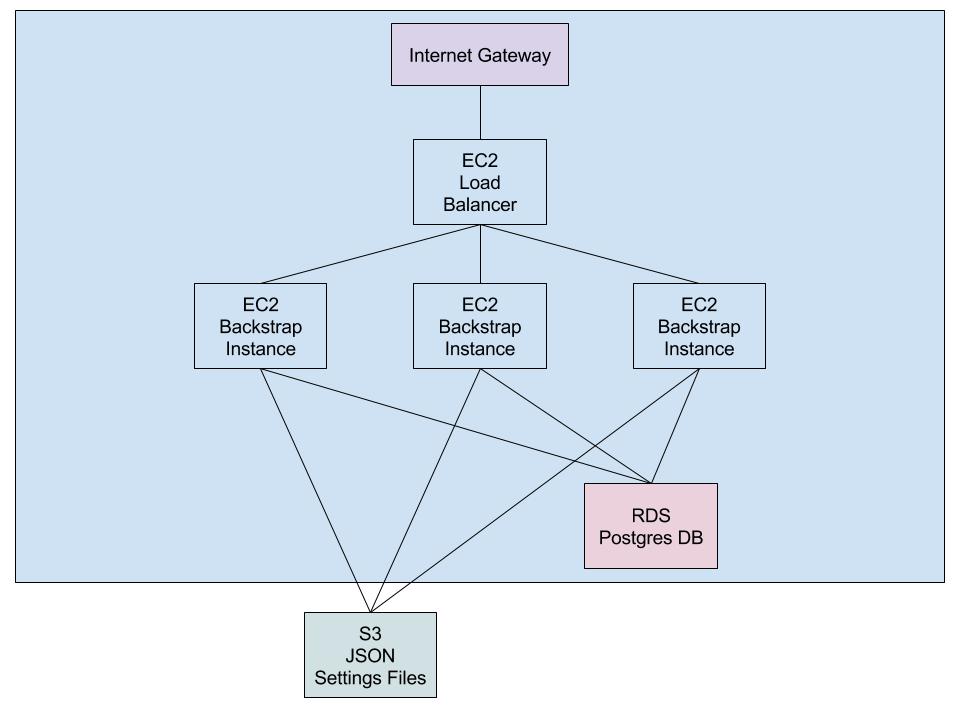 Internet Gateway
EC2
Load
Balancer
EC2
Backstrap
Instance
EC2
Backstrap
Instance
EC2
Backstrap
Instance
RDS
Postgres DB
S3
JSON
Settings Files